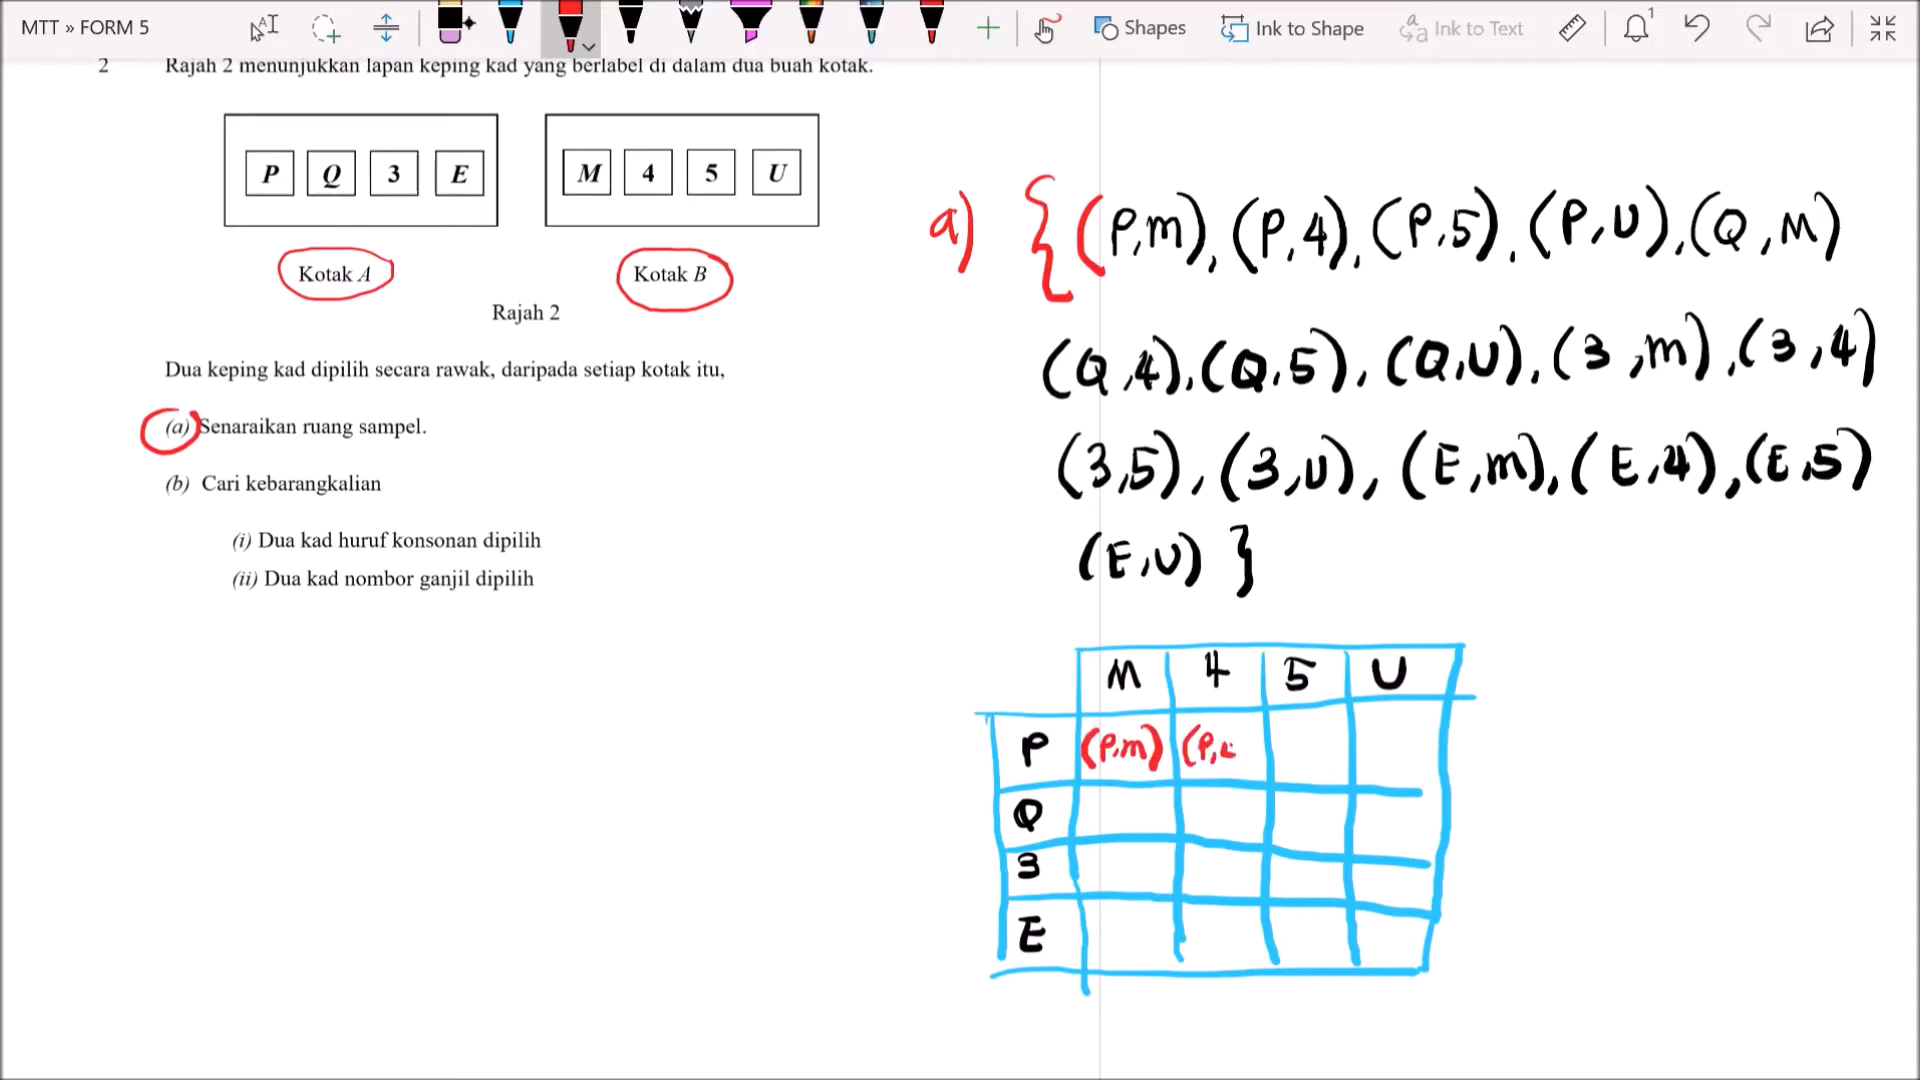 MTT » FORM 5
Shapes
Ink to Shape
Ink to Text
1
2 Rajah 2 menunjukkan lapan keping kad yang berlabel di dalam dua buah kotak.
P Q 3 E
M 4 5 U
Kotak A
Kotak B
Rajah 2
Dua keping kad dipilih secara rawak, daripada setiap kotak itu,
(a) Senaraikan ruang sampel.
(b) Cari kebarangkalian
(i) Dua kad huruf konsonan dipilih
(ii) Dua kad nombor ganjil dipilih
a) {(P,m), (P,4), (P,5), (P,U), (Q,M)
(Q,4), (Q,5), (Q,U), (3,m), (3,4)
(3,5), (3,U), (E,m), (E,4), (E,5)
(E,U) }
M 4 5 U
P (P,m) (P,
Q
3
E